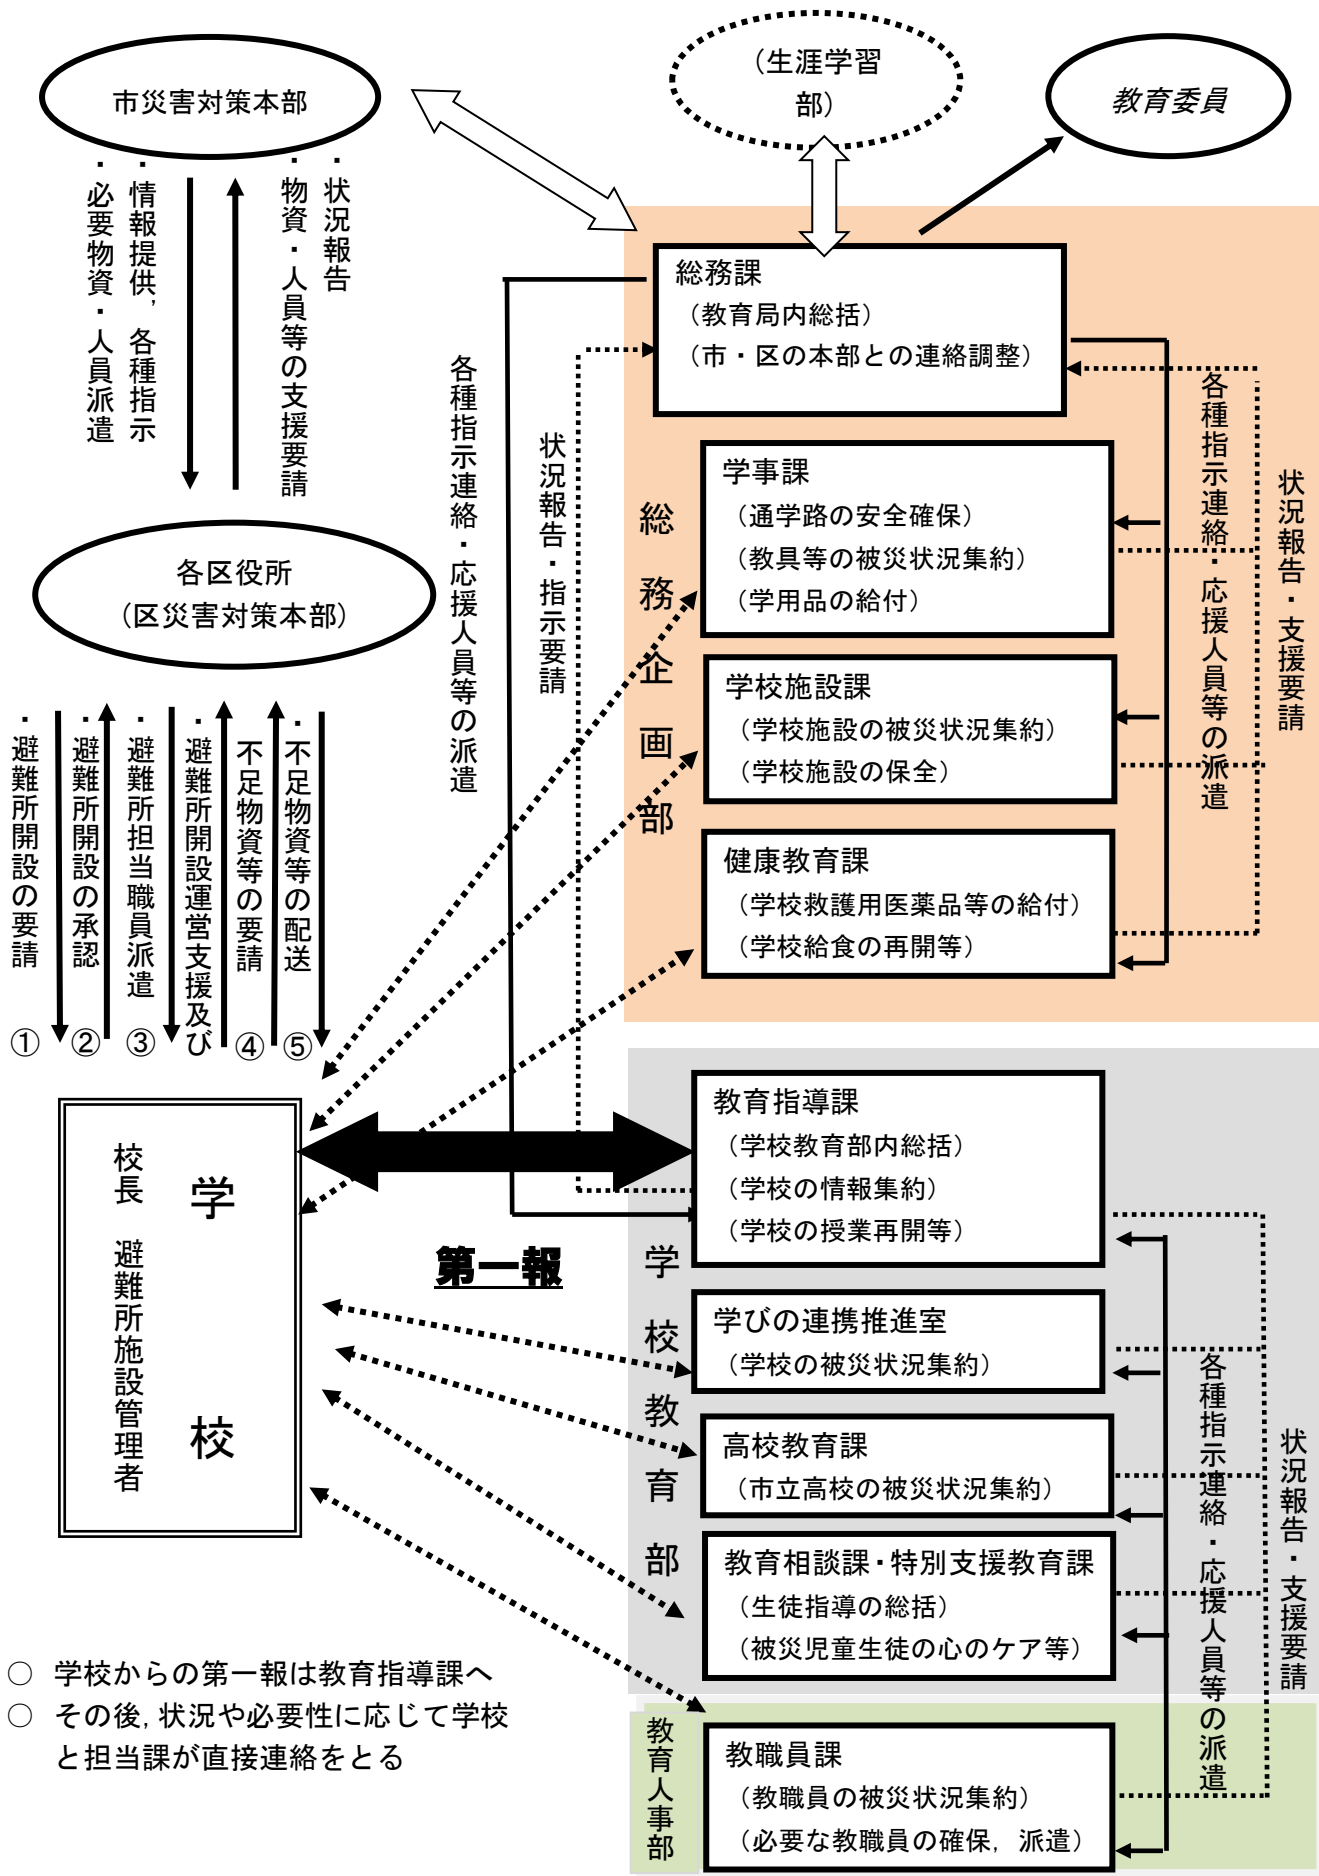 市災害対策本部
（生涯学習
部）
教育委員
・状況報告
・物資・人員等の支援要請
・情報提供，各種指示
・必要物資・人員派遣
総務課
（教育局内総括）
（市・区の本部との連絡調整）
各種指示連絡・応援人員等の派遣
状況報告・指示要請
総務企画部
学事課
（通学路の安全確保）
（教具等の被災状況集約）
（学用品の給付）
学校施設課
（学校施設の被災状況集約）
（学校施設の保全）
健康教育課
（学校救護用医薬品等の給付）
（学校給食の再開等）
各種指示連絡・応援人員等の派遣
状況報告・支援要請
各区役所
（区災害対策本部）
・避難所開設の要請
①
・避難所開設の承認
②
・避難所担当職員派遣
③
・避難所開設運営支援及び
不足物資等の要請
④
・不足物資等の配送
⑤
学校
校長　避難所施設管理者
第一報
学校教育部
教育指導課
（学校教育部内総括）
（学校の情報集約）
（学校の授業再開等）
学びの連携推進室
（学校の被災状況集約）
高校教育課
（市立高校の被災状況集約）
教育相談課・特別支援教育課
（生徒指導の総括）
（被災児童生徒の心のケア等）
各種指示連絡・応援人員等の派遣
状況報告・支援要請
教育人事部
教職員課
（教職員の被災状況集約）
（必要な教職員の確保，派遣）
○　学校からの第一報は教育指導課へ
○　その後，状況や必要性に応じて学校
と担当課が直接連絡をとる